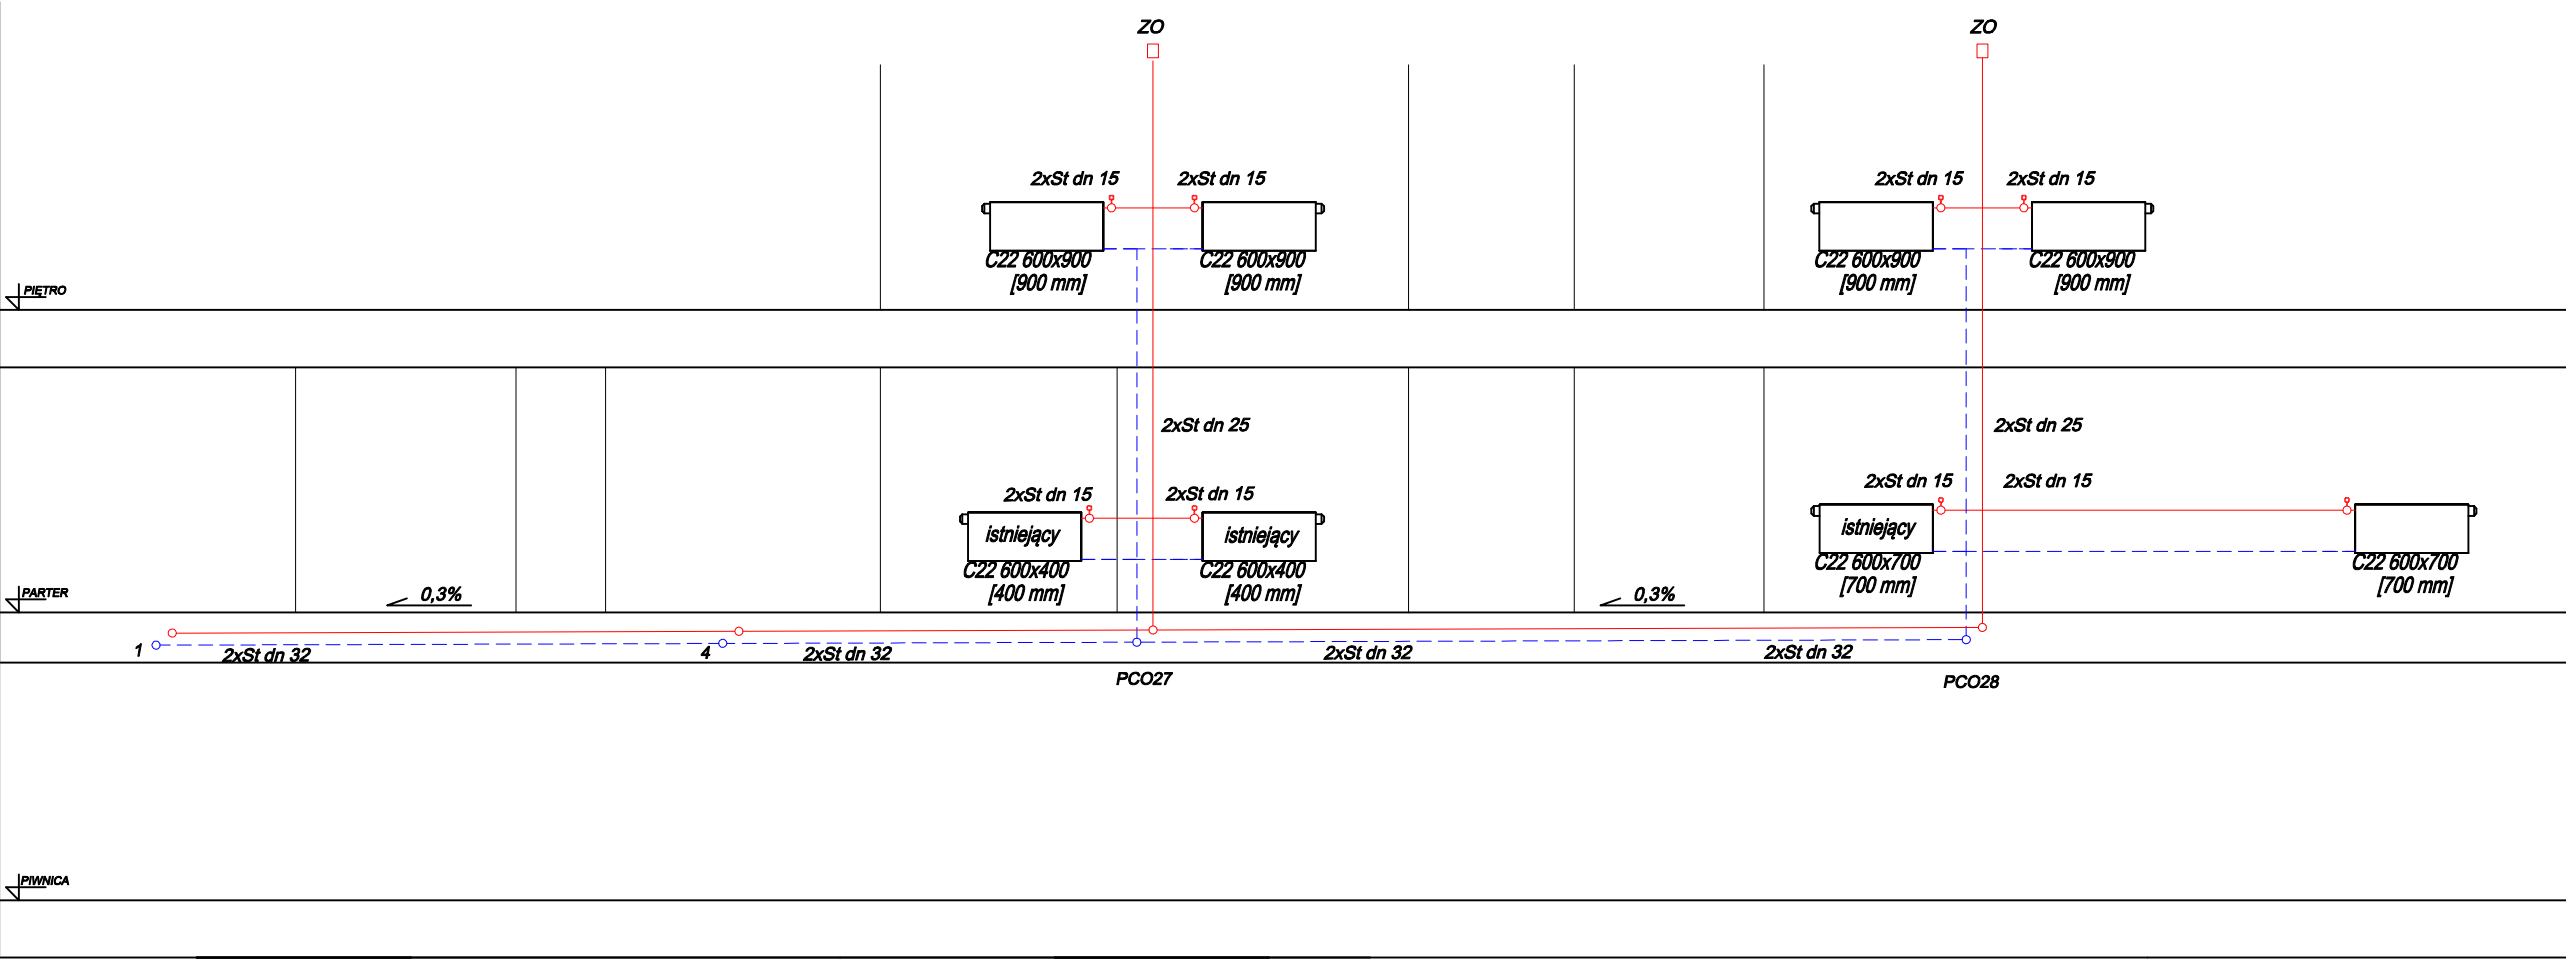 ZO
ZO
2xSt dn 15
2xSt dn 15
2xSt dn 15
2xSt dn 15
C22 600x900
[900 mm]
C22 600x900
[900 mm]
C22 600x900
[900 mm]
C22 600x900
[900 mm]
PIĘTRO
2xSt dn 25
2xSt dn 25
2xSt dn 15
2xSt dn 15
2xSt dn 15
2xSt dn 15
istniejący
istniejący
istniejący
C22 600x400
[400 mm]
C22 600x400
[400 mm]
C22 600x700
[700 mm]
C22 600x700
[700 mm]
PARTER
0,3%
0,3%
1
2xSt dn 32
4
2xSt dn 32
2xSt dn 32
2xSt dn 32
PCO27
PCO28
PIWNICA